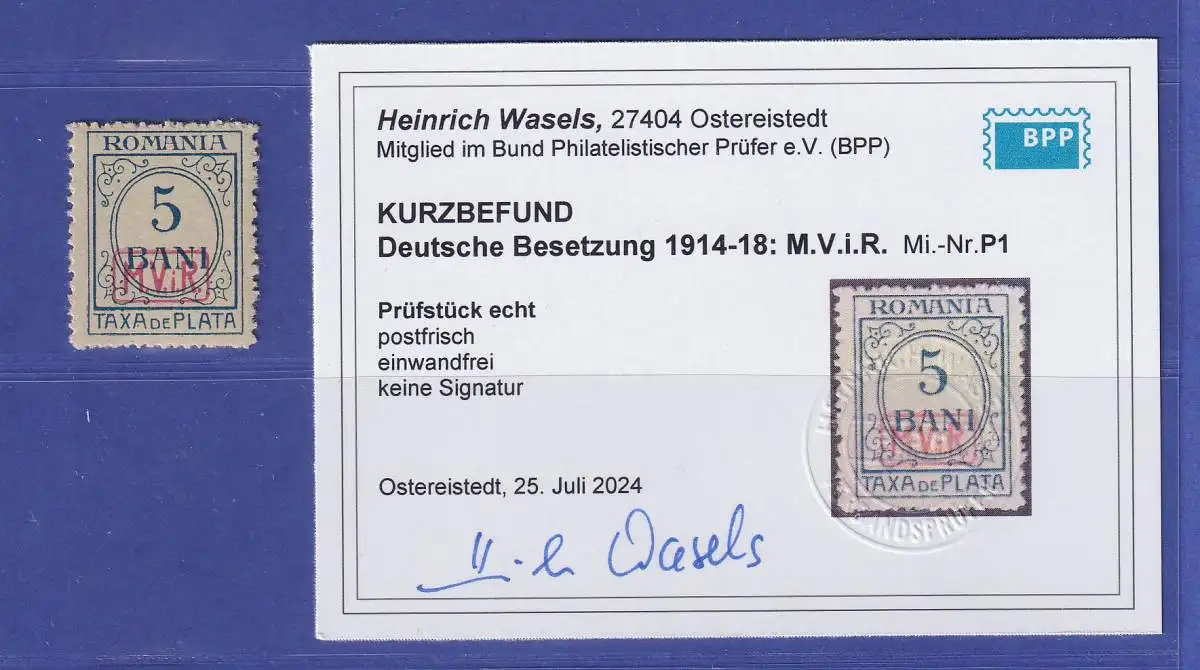 ROMANIA
5
BANI
M.V.i.R.
TAXA DE PLATA
Heinrich Wasels, 27404 Ostereistedt
Mitglied im Bund Philatelistischer Prüfer e.V. (BPP)
BPP
KURZBEFUND
Deutsche Besetzung 1914-18: M.V.i.R. Mi.-Nr.P1
Prüfstück echt
postfrisch
einwandfrei
keine Signatur
ROMANIA
5
BANI
M.V.i.R.
TAXA DE PLATA
Ostereistedt, 25. Juli 2024
Wasels